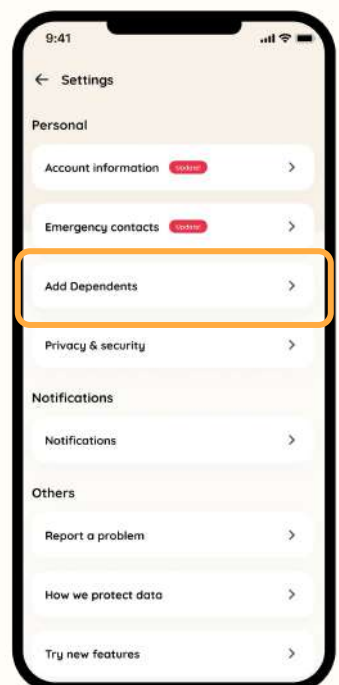 9:41
Settings
Personal
Account information
Emergency contacts
Add Dependents
Privacy & security
Notifications
Notifications
Others
Report a problem
How we protect data
Try new features